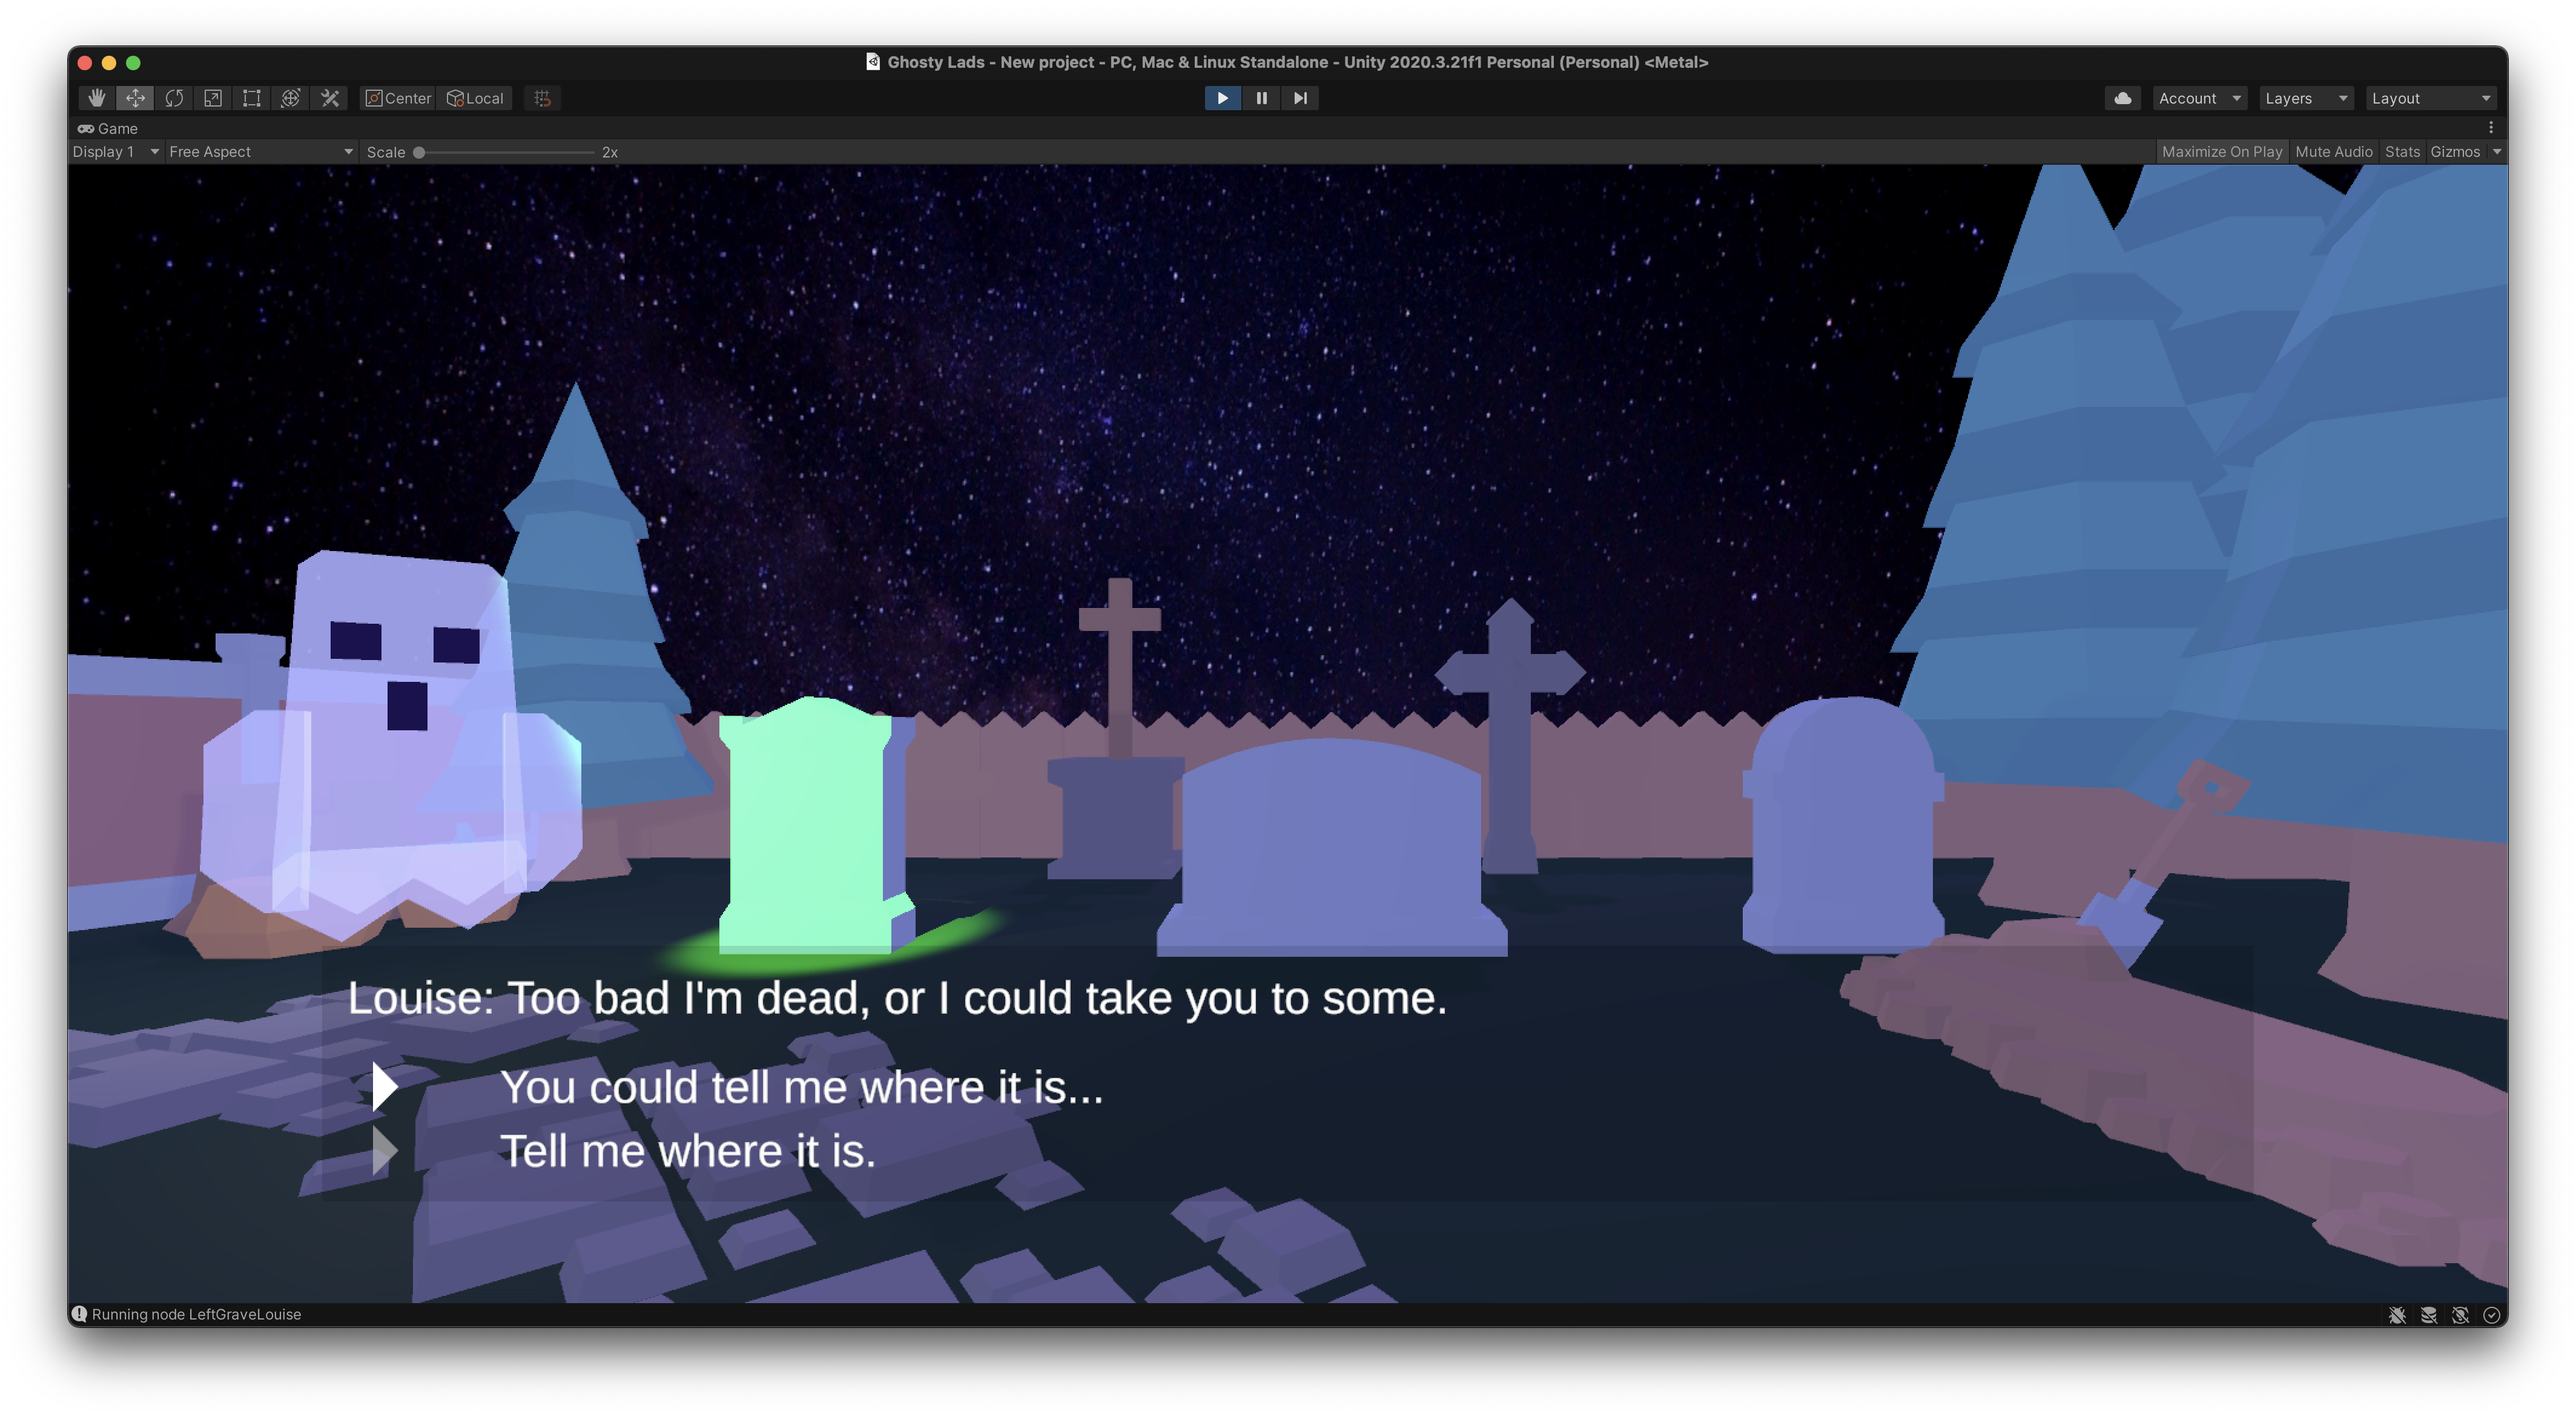 Ghosty Lads - New project - PC, Mac & Linux Standalone - Unity 2020.3.21f1 Personal (Personal) <Metal>
Center Local Account Layers Layout
Game
Display 1 Free Aspect Scale 2x Maximize On Play Mute Audio Stats Gizmos
Louise: Too bad I'm dead, or I could take you to some.
You could tell me where it is...
Tell me where it is.
Running node LeftGraveLouise